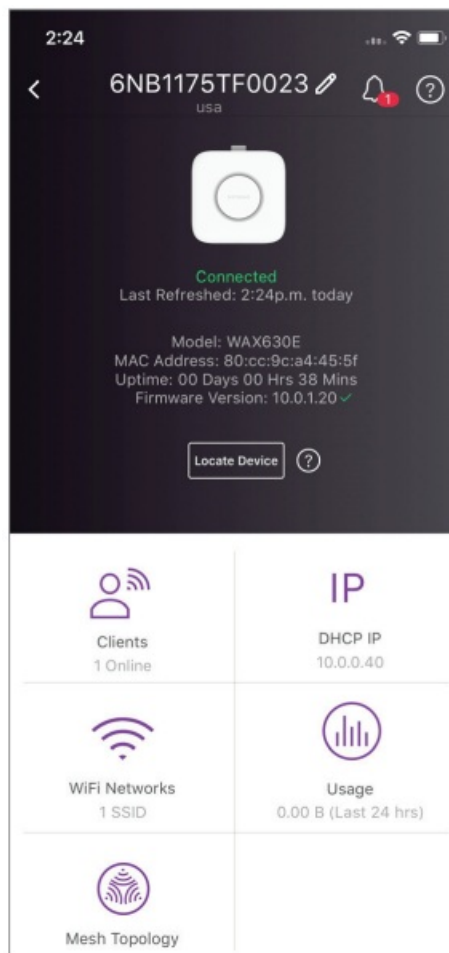 2:24
6NB1175TF0023
1
?
usa
Connected
Last Refreshed: 2:24p.m. today
Model: WAX630E
MAC Address: 80:cc:9c:a4:45:5f
Uptime: 00 Days 00 Hrs 38 Mins
Firmware Version: 10.0.1.20
Locate Device
?
IP
Clients
DHCP IP
1 Online
10.0.0.40
WiFi Networks
Usage
1 SSID
0.00 B (Last 24 hrs)
Mesh Topology